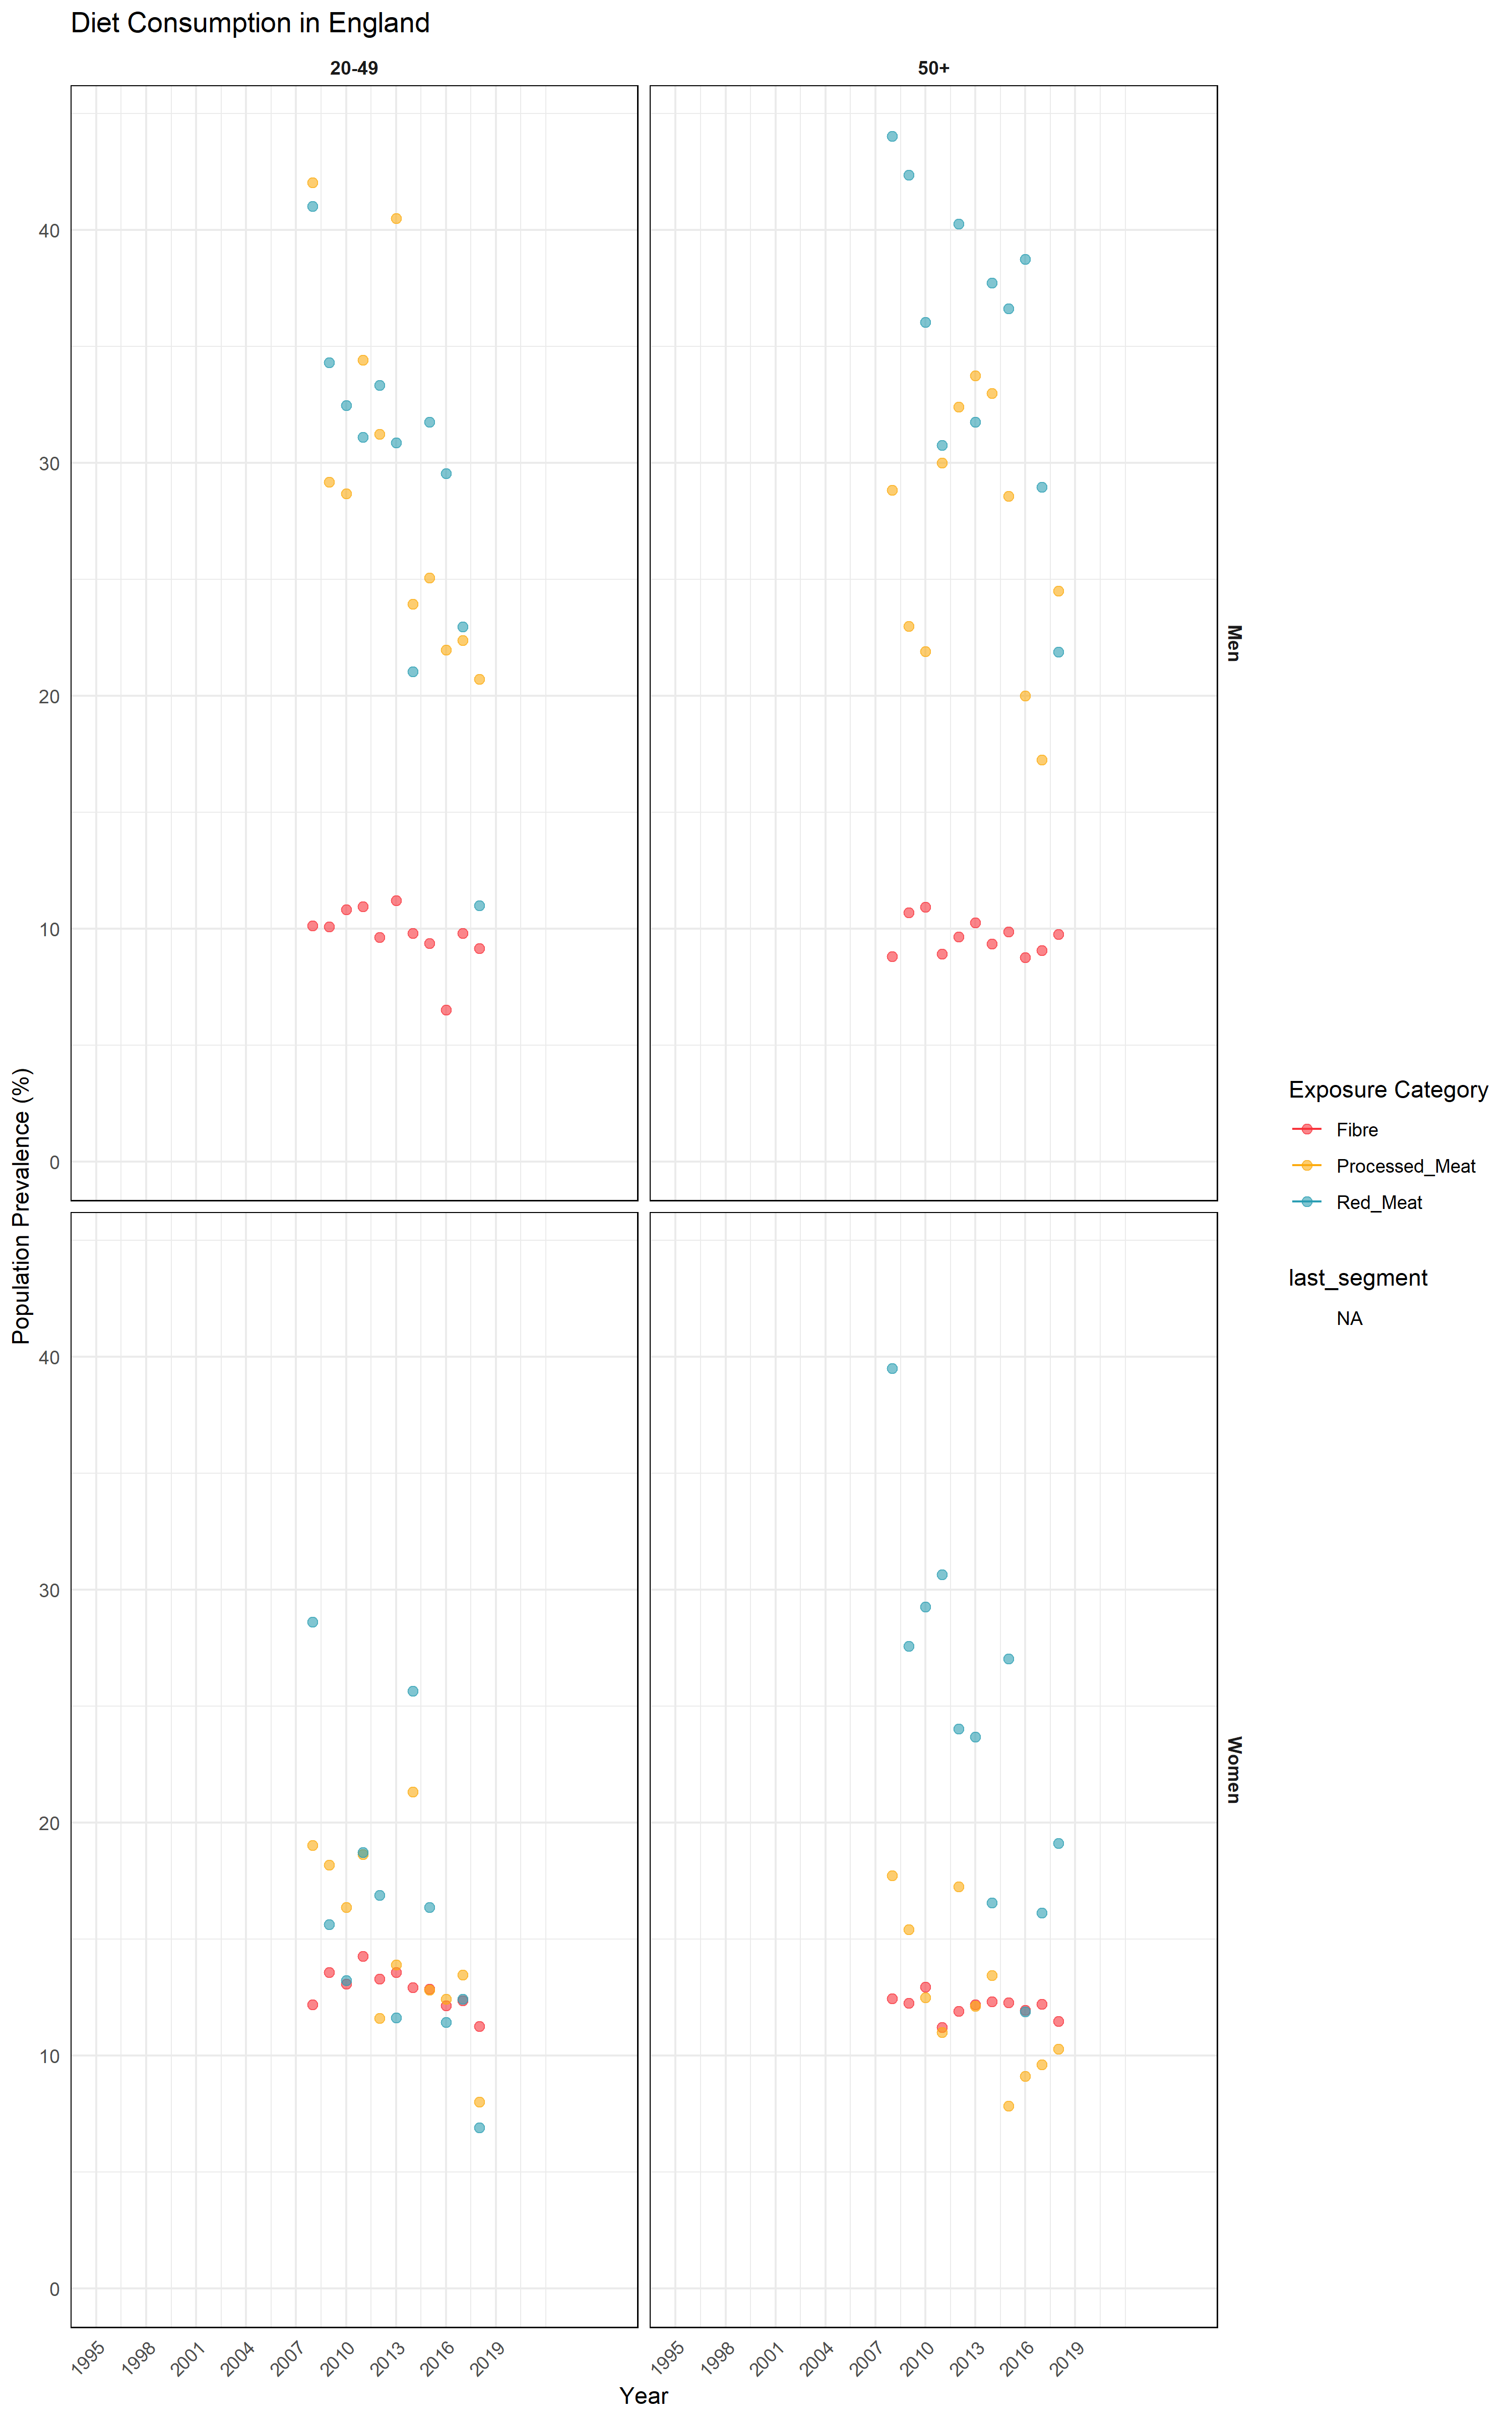 Diet Consumption in England
20-49
50+
40
30
20
10
0
Men
Population Prevalence (%)
Exposure Category
Fibre
Processed_Meat
Red_Meat
last_segment
NA
40
30
20
10
0
Women
1995
1998
2001
2004
2007
2010
2013
2016
2019
1995
1998
2001
2004
2007
2010
2013
2016
2019
Year